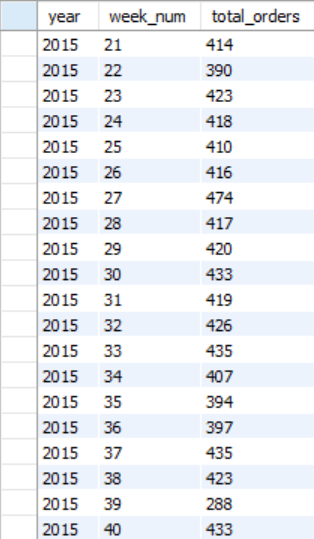 year week_num total_orders
2015 21 414
2015 22 390
2015 23 423
2015 24 418
2015 25 410
2015 26 416
2015 27 474
2015 28 417
2015 29 420
2015 30 433
2015 31 419
2015 32 426
2015 33 435
2015 34 407
2015 35 394
2015 36 397
2015 37 435
2015 38 423
2015 39 288
2015 40 433